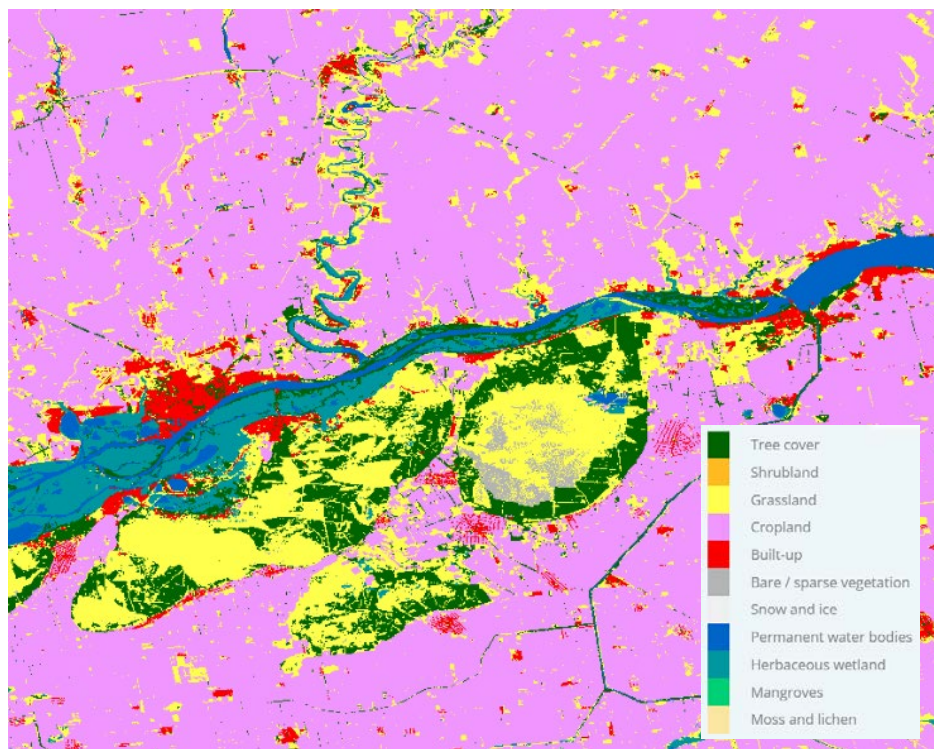 Tree cover
Shrubland
Grassland
Cropland
Built-up
Bare / sparse vegetation
Snow and ice
Permanent water bodies
Herbaceous wetland
Mangroves
Moss and lichen